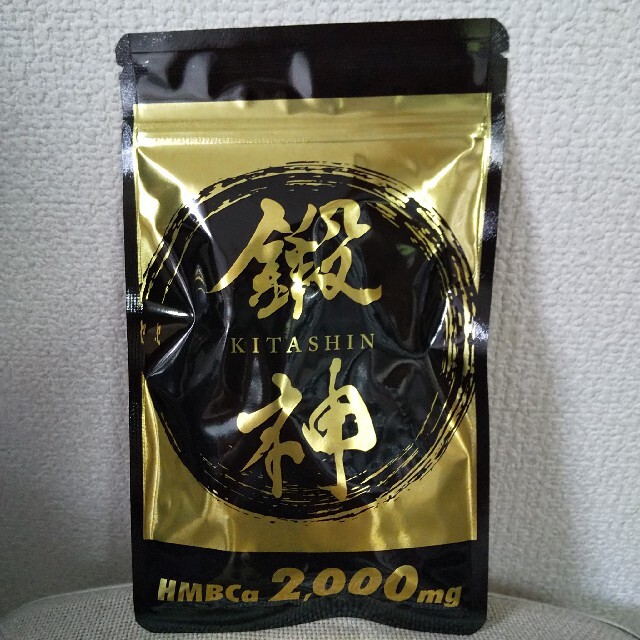 鍛
KITASHIN
神
HMBCa 2,000mg